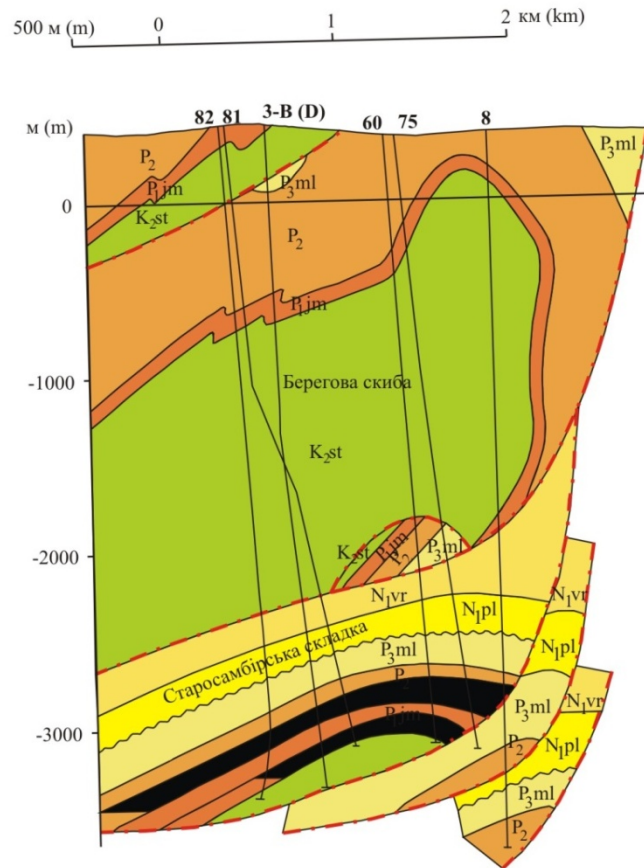 500 м (m) 0 1 2 км (km)
82 81 3-В (D) 60 75 8
м (m)
P₂
P₃ml
P₁jm
P₃ml
K₂st
0
P₂
P₁jm
-1000
Берегова скиба
K₂st
-2000
K₂st
P₁jm
P₂
P₃ml
N₁vr
N₁vr
N₁pl
Старосамбірська складка
N₁pl
P₃ml
P₂
P₃ml
N₁vr
P₁jm
-3000
P₂
N₁pl
P₃ml
P₂